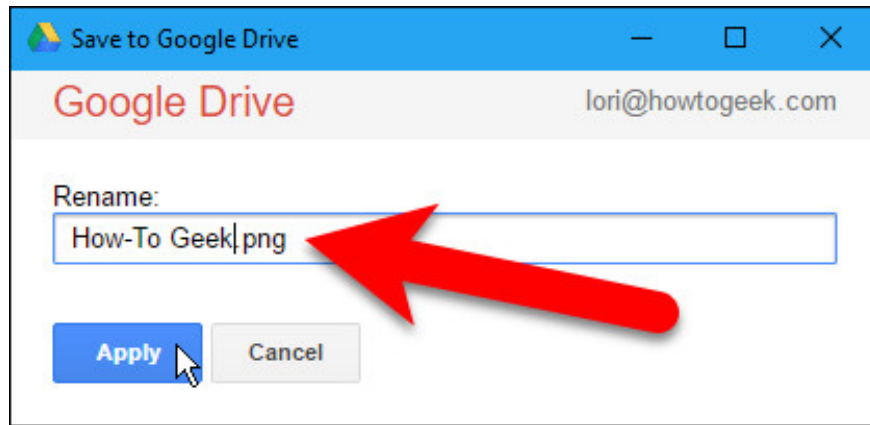 Save to Google Drive
Google Drive lori@howtogeek.com
Rename:
How-To Geek.png
Apply Cancel